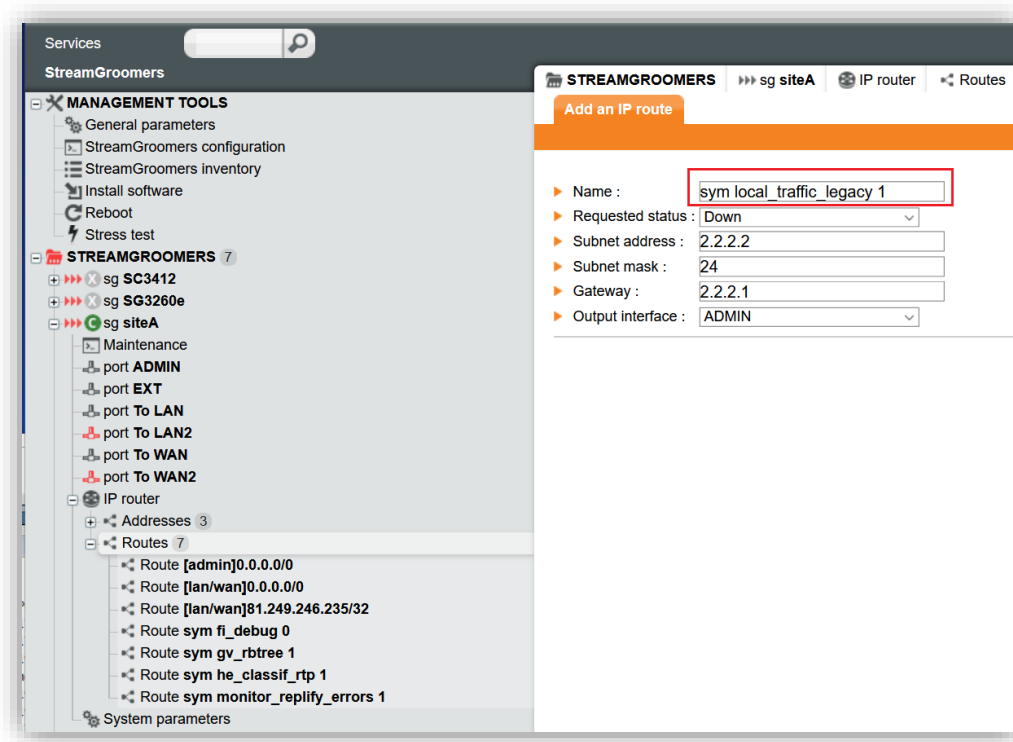 Services
StreamGroomers
MANAGEMENT TOOLS
General parameters
StreamGroomers configuration
StreamGroomers inventory
Install software
Reboot
Stress test
STREAMGROOMERS 7
X sg SC3412
X sg SG3260e
C sg siteA
Maintenance
port ADMIN
port EXT
port To LAN
port To LAN2
port To WAN
port To WAN2
IP router
Addresses 3
Routes 7
Route [admin]0.0.0.0/0
Route [lan/wan]0.0.0.0/0
Route [lan/wan]81.249.246.235/32
Route sym fi_debug 0
Route sym gv_rbtree 1
Route sym he_classif_rtp 1
Route sym monitor_replify_errors 1
System parameters
STREAMGROOMERS sg siteA IP router Routes
Add an IP route
Name : sym local_traffic_legacy 1
Requested status : Down
Subnet address : 2.2.2.2
Subnet mask : 24
Gateway : 2.2.2.1
Output interface : ADMIN